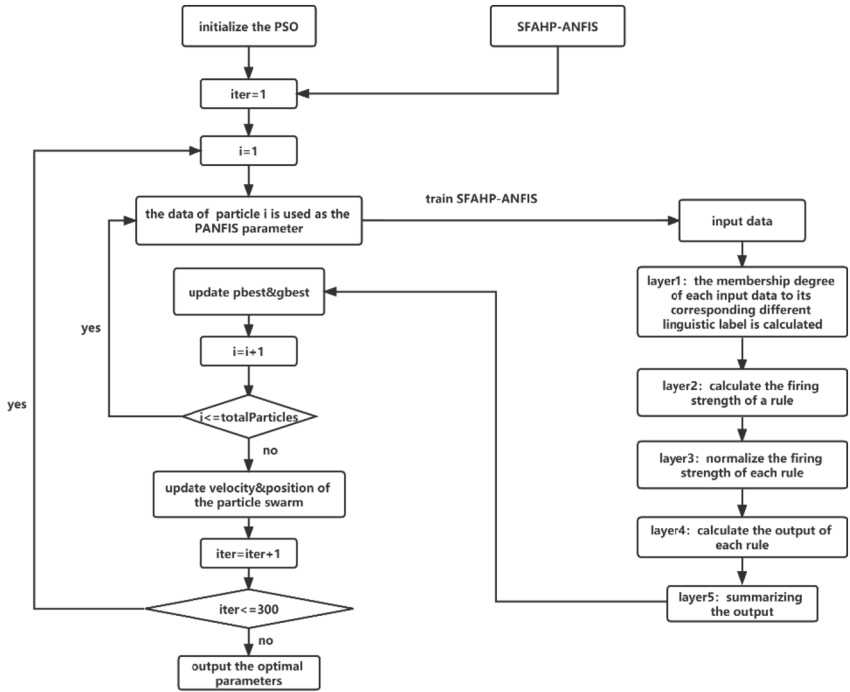 initialize the PSO
SFAHP-ANFIS
iter=1
i=1
the data of particle i is used as the
PANFIS parameter
train SFAHP-ANFIS
input data
layer1: the membership degree
of each input data to its
corresponding different
linguistic label is calculated
update pbest&gbest
yes
i=i+1
layer2: calculate the firing
strength of a rule
yes
i<=totalParticles
no
layer3: normalize the firing
strength of each rule
update velocity&position of
the particle swarm
layer4: calculate the output of
each rule
iter=iter+1
layer5: summarizing
the output
iter<=300
no
output the optimal
parameters